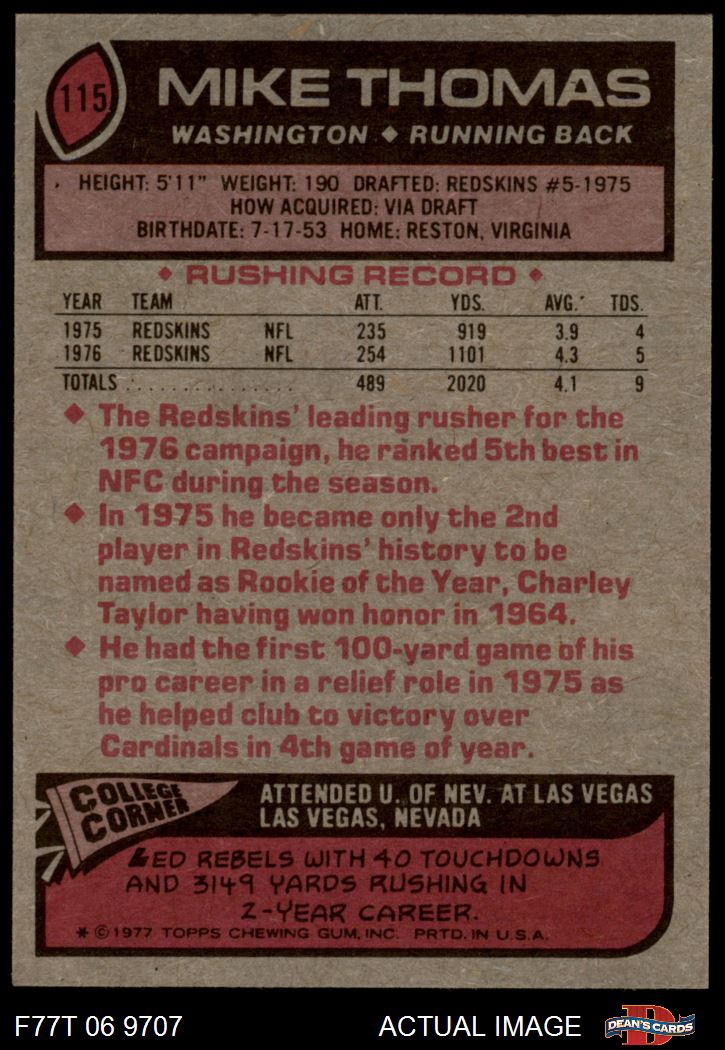 115
MIKE THOMAS
WASHINGTON ♦ RUNNING BACK
HEIGHT: 5'11" WEIGHT: 190 DRAFTED: REDSKINS #5-1975
HOW ACQUIRED: VIA DRAFT
BIRTHDATE: 7-17-53 HOME: RESTON, VIRGINIA
♦ RUSHING RECORD ♦
YEAR TEAM ATT. YDS. AVG. TDS.
1975 REDSKINS NFL 235 919 3.9 4
1976 REDSKINS NFL 254 1101 4.3 5
TOTALS . . . . . . . . . . . . . . . 489 2020 4.1 9
♦ The Redskins' leading rusher for the
1976 campaign, he ranked 5th best in
NFC during the season.
♦ In 1975 he became only the 2nd
player in Redskins' history to be
named as Rookie of the Year, Charley
Taylor having won honor in 1964.
♦ He had the first 100-yard game of his
pro career in a relief role in 1975 as
he helped club to victory over
Cardinals in 4th game of year.
COLLEGE
CORNER
ATTENDED U. OF NEV. AT LAS VEGAS
LAS VEGAS, NEVADA
LED REBELS WITH 40 TOUCHDOWNS
AND 3149 YARDS RUSHING IN
2-YEAR CAREER.
* © 1977 TOPPS CHEWING GUM, INC. PRTD. IN U.S.A.
F77T 06 9707 ACTUAL IMAGE
D
DEAN'S CARDS